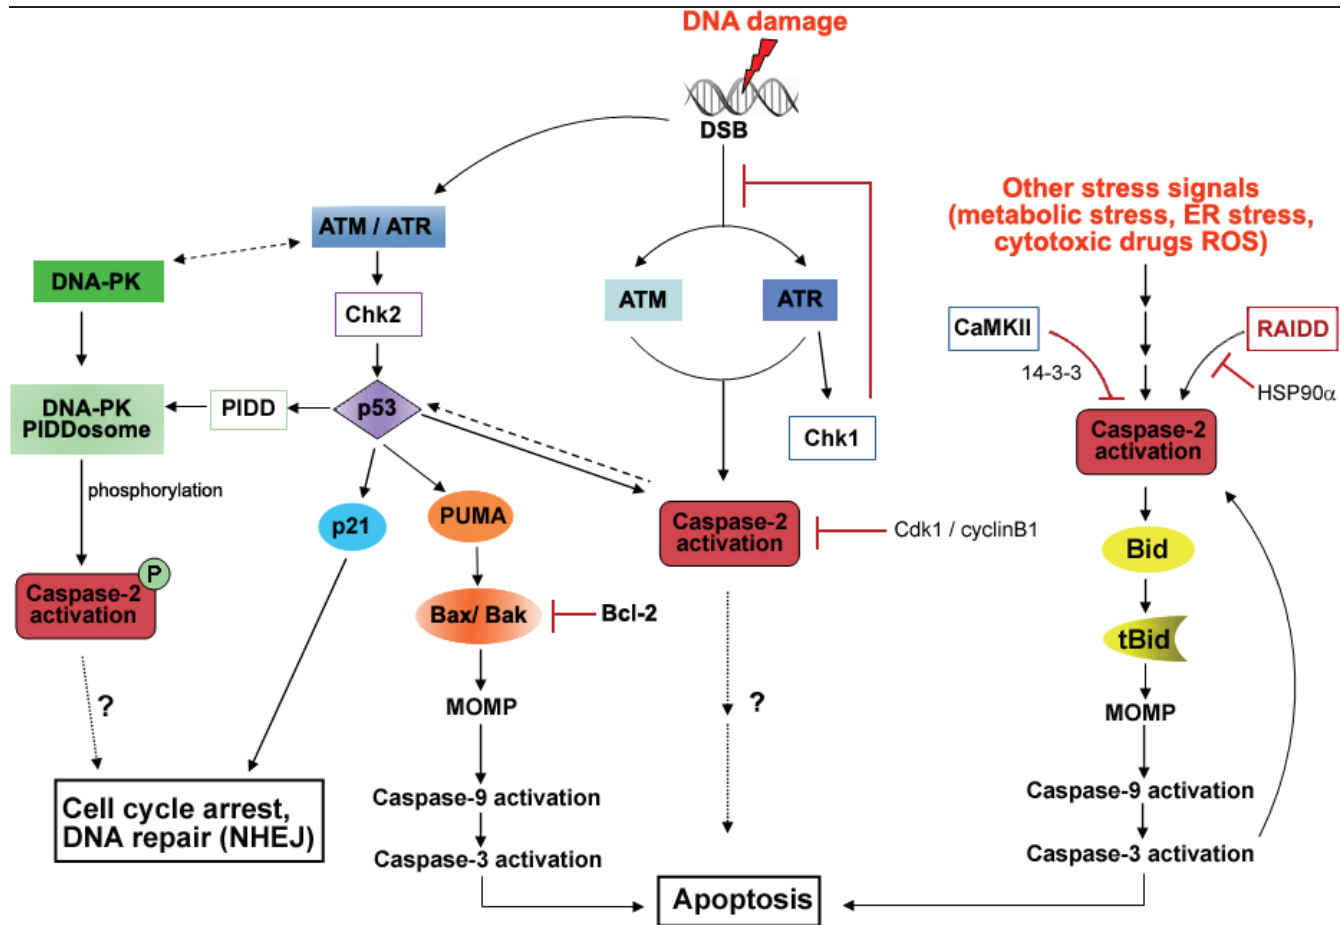 DNA damage
DSB
Other stress signals
(metabolic stress, ER stress,
cytotoxic drugs ROS)
ATM / ATR
DNA-PK
Chk2
ATM
ATR
CaMKII
RAIDD
14-3-3
HSP90α
DNA-PK
PIDDosome
PIDD
p53
Chk1
Caspase-2
activation
phosphorylation
p21
PUMA
Caspase-2
activation
Cdk1 / cyclinB1
Bid
P
Caspase-2
activation
Bax/ Bak
Bcl-2
tBid
?
MOMP
?
MOMP
Cell cycle arrest,
DNA repair (NHEJ)
Caspase-9 activation
Caspase-9 activation
Caspase-3 activation
Caspase-3 activation
Apoptosis